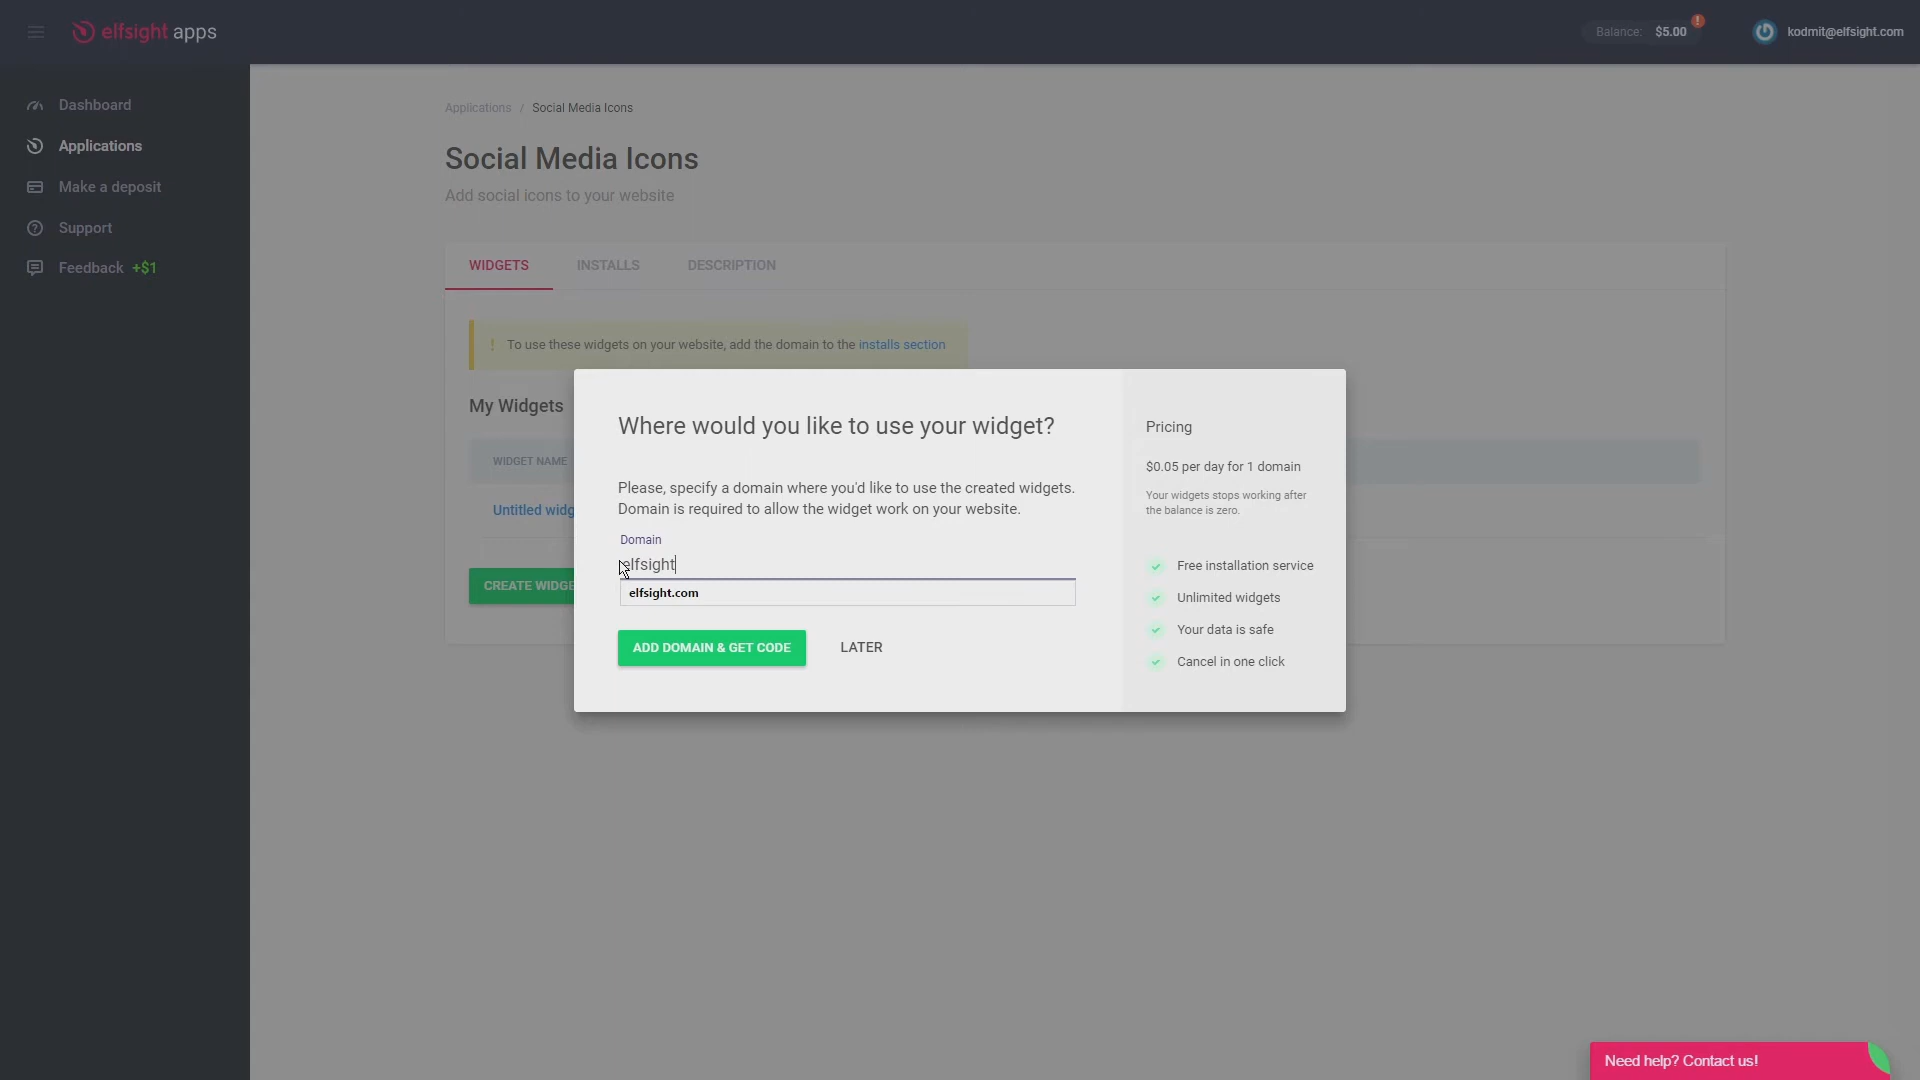 elfsight apps
Balance: $5.00 !
kodmit@elfsight.com
Dashboard
Applications
Make a deposit
Support
Feedback +$1
Applications / Social Media Icons
Social Media Icons
Add social icons to your website
WIDGETS INSTALLS DESCRIPTION
! To use these widgets on your website, add the domain to the installs section
My Widgets
WIDGET NAME
Untitled widg
CREATE WIDGE
Where would you like to use your widget?
Please, specify a domain where you'd like to use the created widgets.
Domain is required to allow the widget work on your website.
Domain
elfsight
elfsight.com
ADD DOMAIN & GET CODE LATER
Pricing
$0.05 per day for 1 domain
Your widgets stops working after
the balance is zero.
Free installation service
Unlimited widgets
Your data is safe
Cancel in one click
Need help? Contact us!